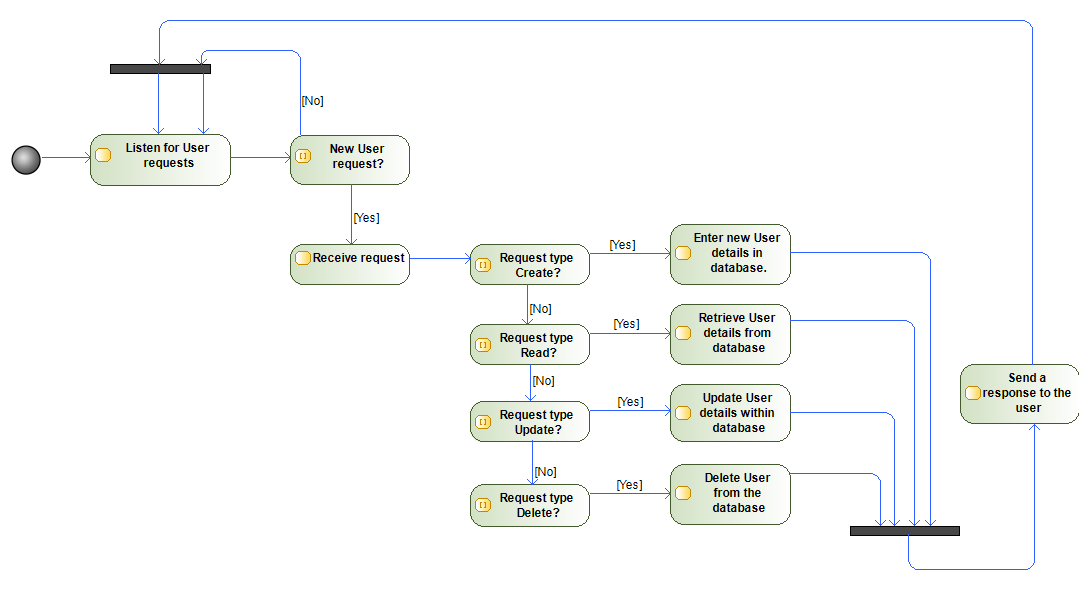 [No]
Listen for User
requests
New User
request?
[Yes]
Receive request
Request type
Create?
[Yes]
Enter new User
details in
database.
[No]
Request type
Read?
[Yes]
Retrieve User
details from
database
[No]
Request type
Update?
[Yes]
Update User
details within
database
Send a
response to the
user
[No]
Request type
Delete?
[Yes]
Delete User
from the
database